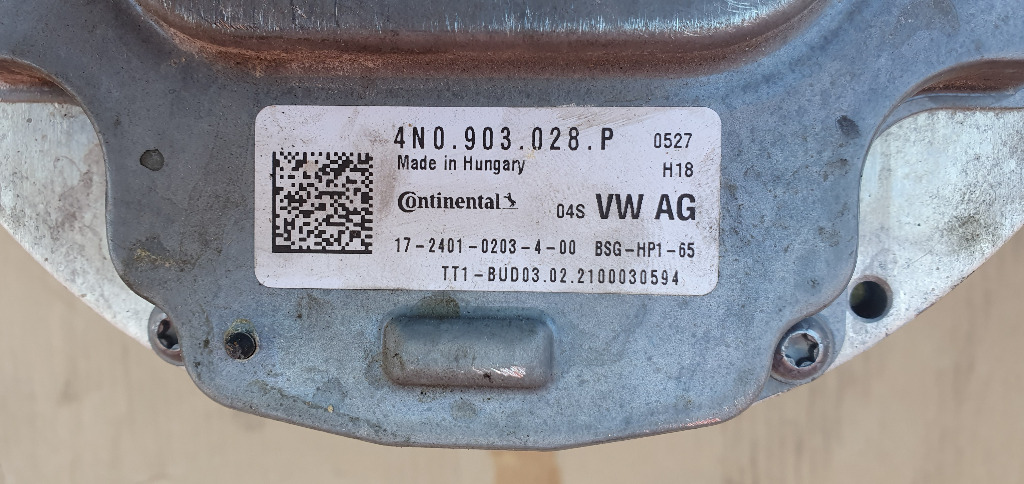 4N0.903.028.P 0527
Made in Hungary H18
Continental 04S VW AG
17-2401-0203-4-00 BSG-HP1-65
TT1-BUD03.02.2100030594